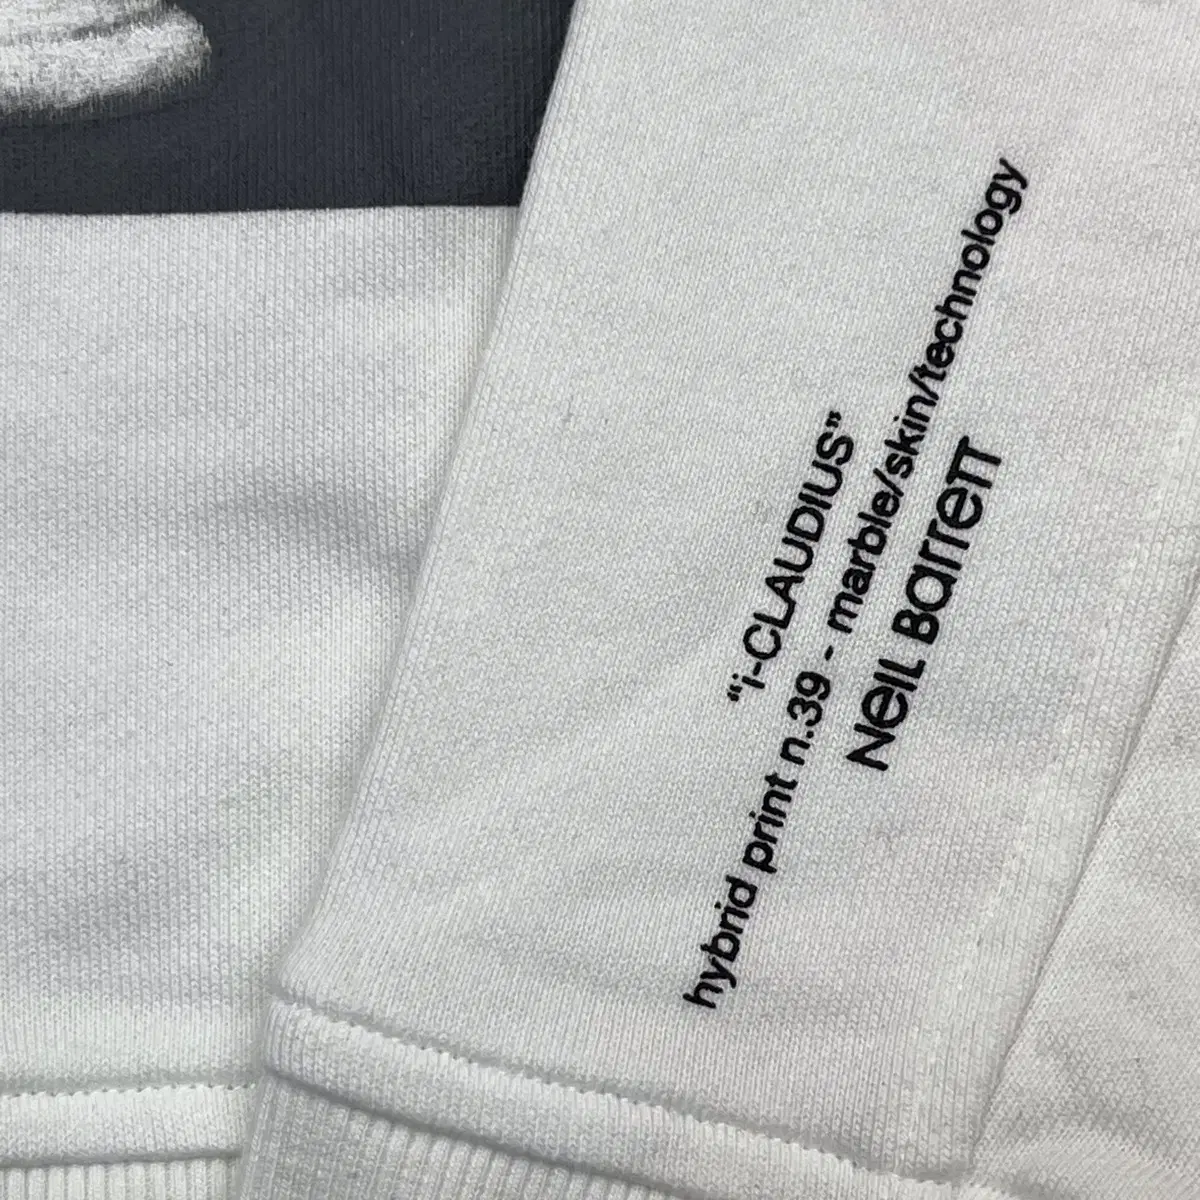 “i-CLAUDIUS”
hybrid print n.39 - marble/skin/technology
NeIL Barrett